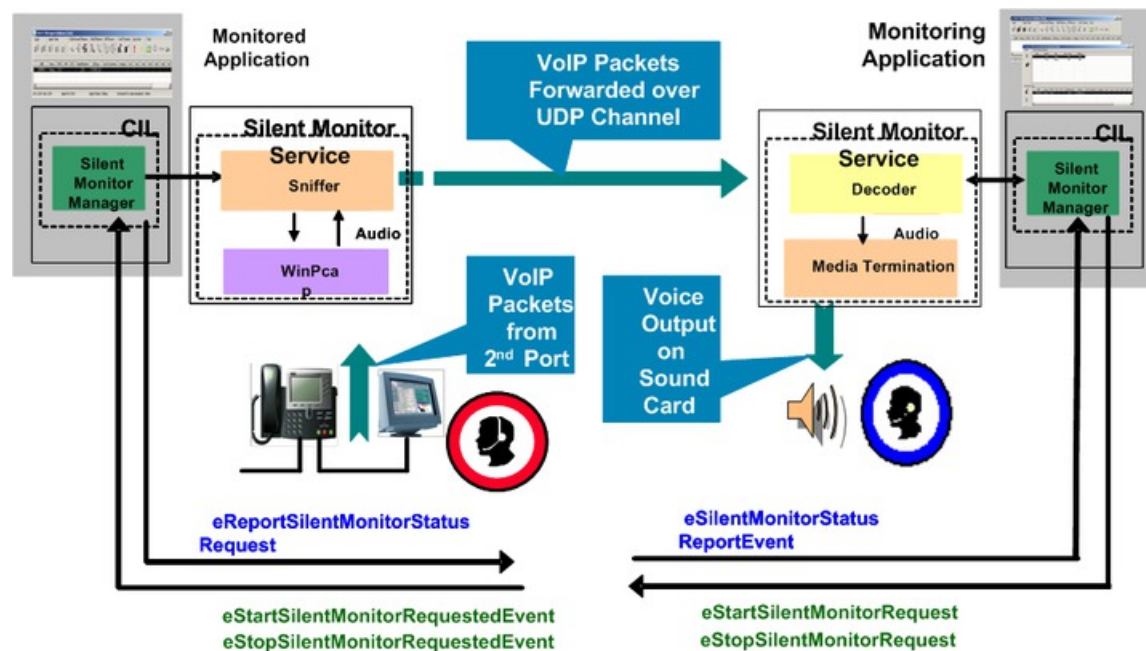 Monitored
Application
VoIP Packets
Forwarded over
UDP Channel
Monitoring
Application
CIL
Silent
Monitor
Manager
Silent Monitor
Service
Sniffer
Audio
WinPca
p
Silent Monitor
Service
Decoder
Audio
Media Termination
CIL
Silent
Monitor
Manager
VoIP
Packets
from
2nd Port
Voice
Output
on
Sound
Card
eReportSilentMonitorStatus
Request
eSilentMonitorStatus
ReportEvent
eStartSilentMonitorRequestedEvent
eStopSilentMonitorRequestedEvent
eStartSilentMonitorRequest
eStopSilentMonitorRequest